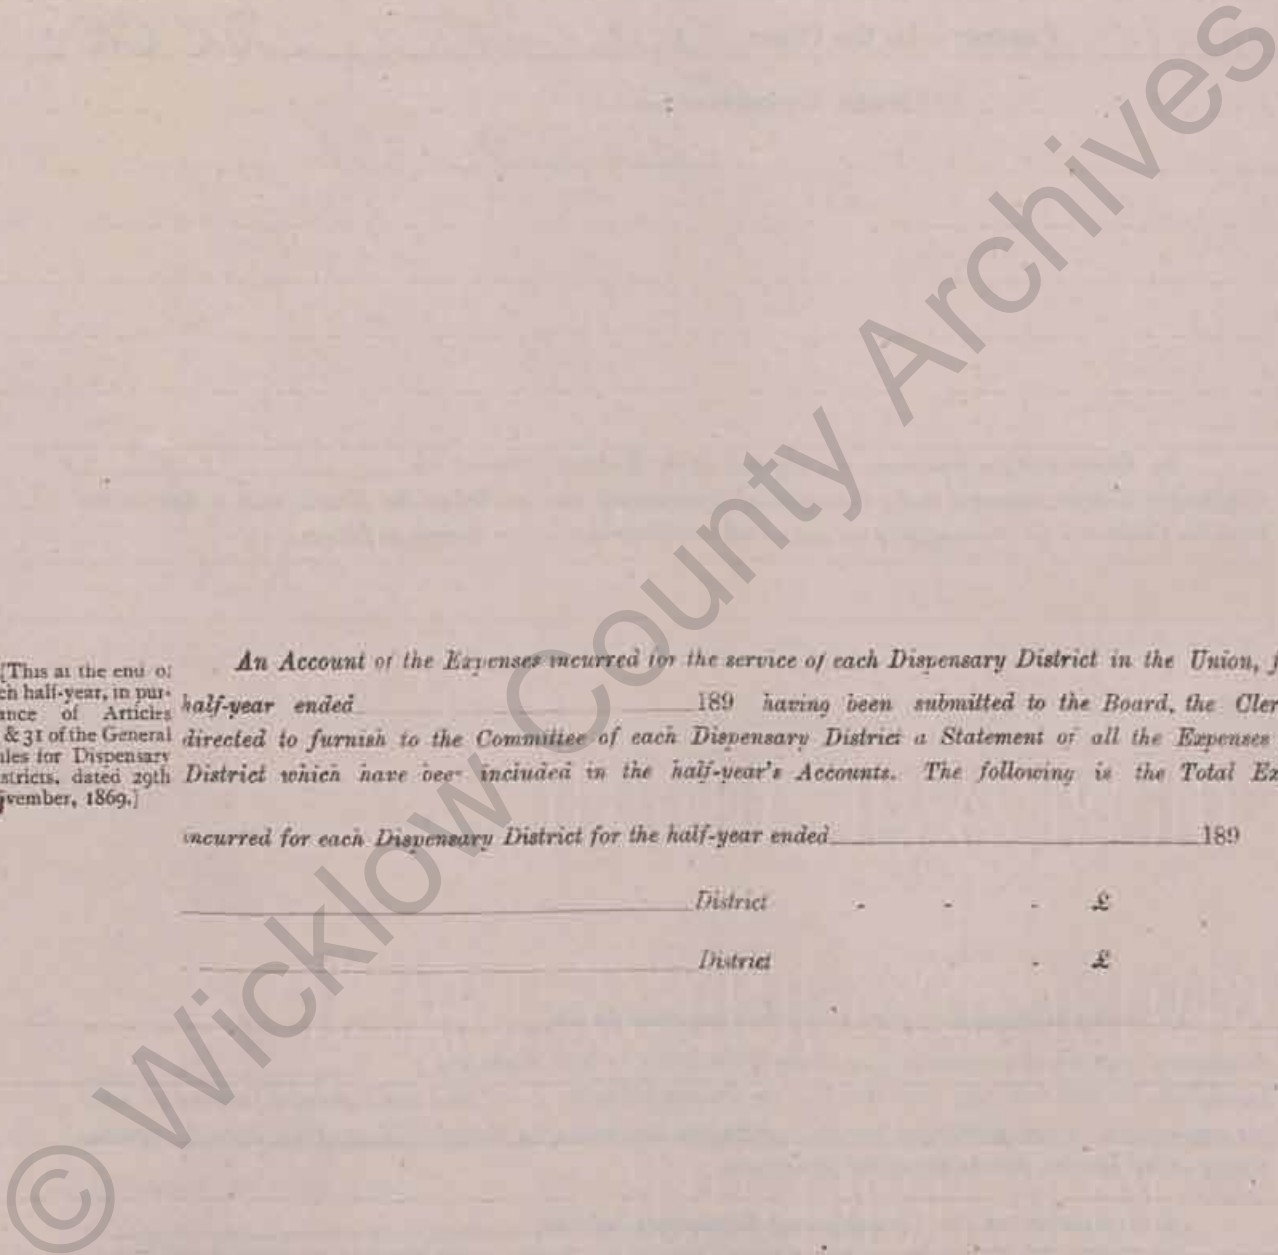 [This at the end of
ch half-year, in pur-
ance of Articles
& 31 of the General
ules for Dispensary
stricts, dated 29th
vember, 1869.]
An Account of the Expenses incurred for the service of each Dispensary District in the Union, f
half-year ended 189 having been submitted to the Board, the Cler
directed to furnish to the Committee of each Dispensary District a Statement of all the Expenses
District which have been included in the half-year's Accounts. The following is the Total Ex
incurred for each Dispensary District for the half-year ended 189
District - - - £
District - £
© Wicklow County Archives